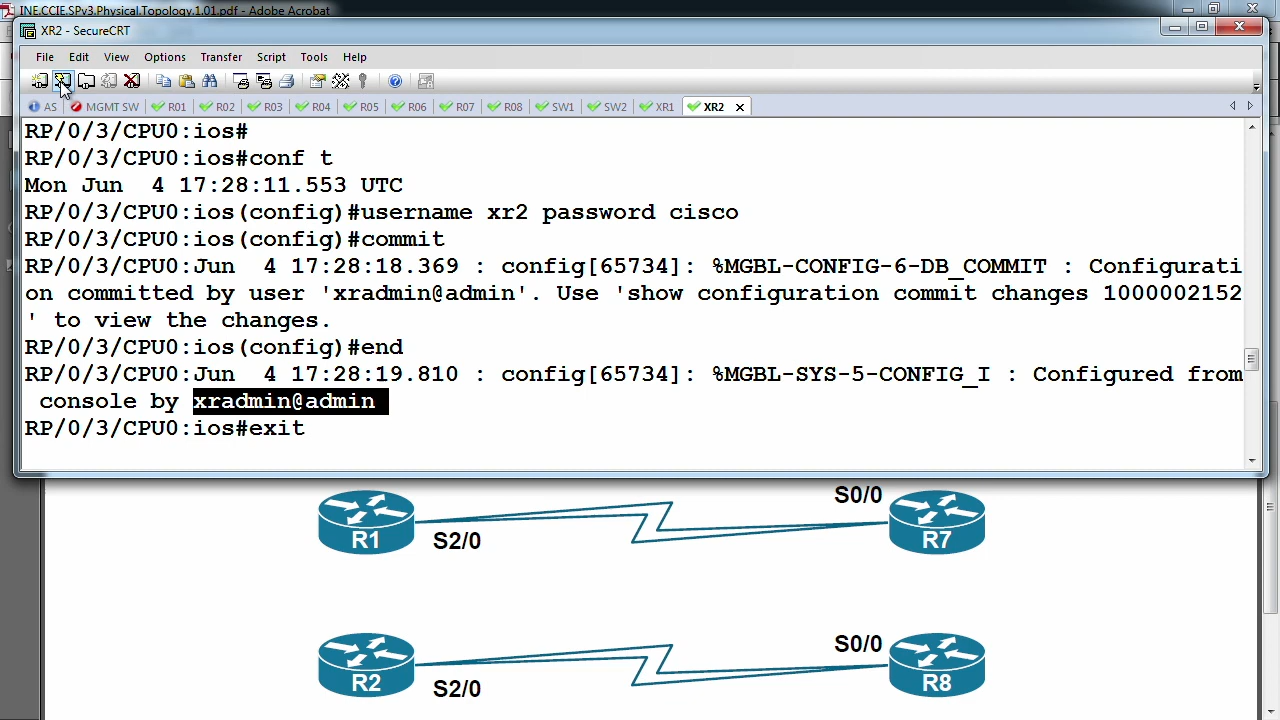 INE.CCIE.SPv3.Physical.Topology.1.01.pdf - Adobe Acrobat
XR2 - SecureCRT
File Edit View Options Transfer Script Tools Help
AS MGMT SW R01 R02 R03 R04 R05 R06 R07 R08 SW1 SW2 XR1 XR2
RP/0/3/CPU0:ios#
RP/0/3/CPU0:ios#conf t
Mon Jun  4 17:28:11.553 UTC
RP/0/3/CPU0:ios(config)#username xr2 password cisco
RP/0/3/CPU0:ios(config)#commit
RP/0/3/CPU0:Jun  4 17:28:18.369 : config[65734]: %MGBL-CONFIG-6-DB_COMMIT : Configurati
on committed by user 'xradmin@admin'. Use 'show configuration commit changes 1000002152
' to view the changes.
RP/0/3/CPU0:ios(config)#end
RP/0/3/CPU0:Jun  4 17:28:19.810 : config[65734]: %MGBL-SYS-5-CONFIG_I : Configured from
 console by xradmin@admin
RP/0/3/CPU0:ios#exit
S0/0
R1 R7
S2/0
S0/0
R2 R8
S2/0